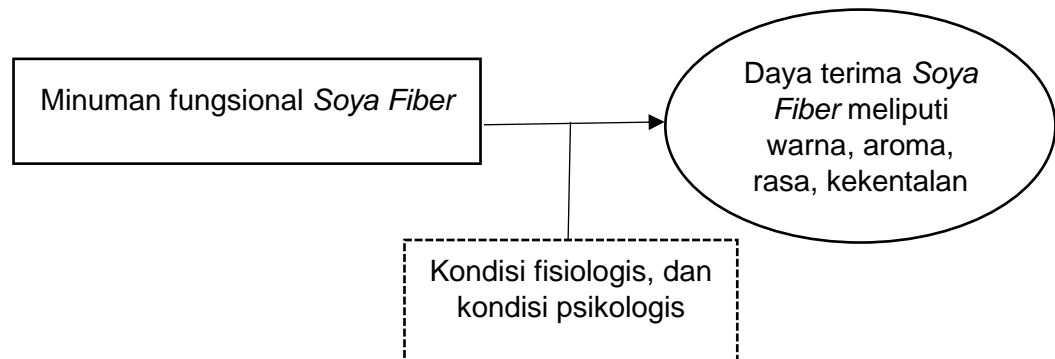 Minuman fungsional Soya Fiber
Daya terima Soya
Fiber meliputi
warna, aroma,
rasa, kekentalan
Kondisi fisiologis, dan
kondisi psikologis